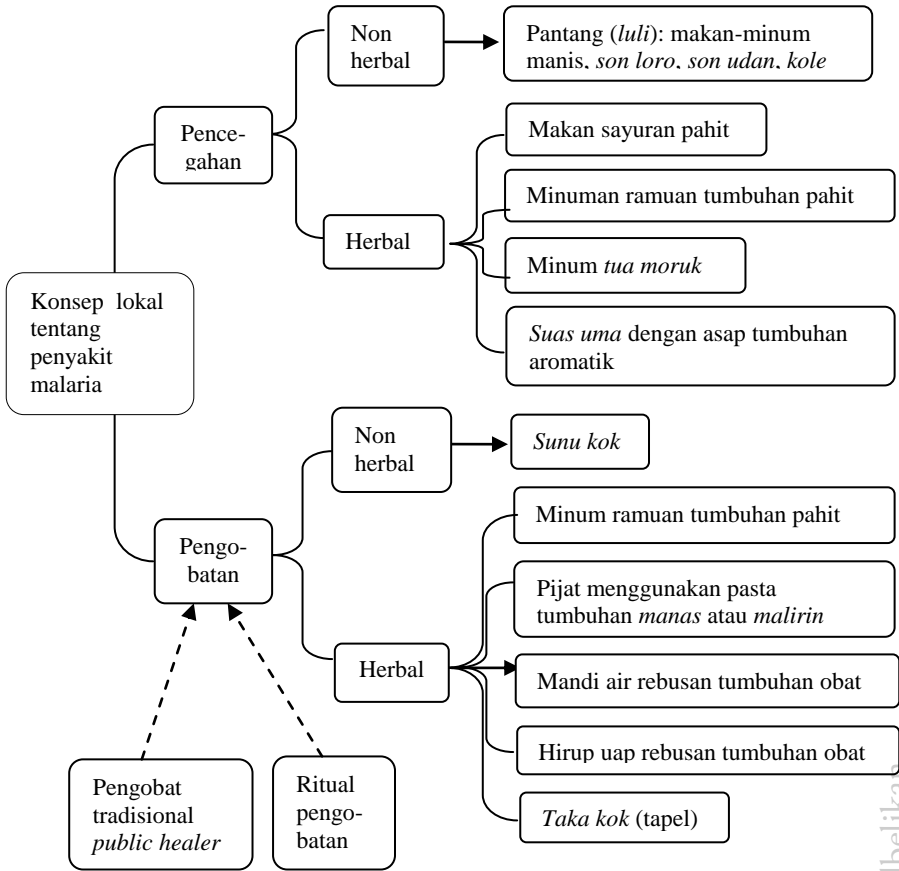 Non
herbal
Pantang (luli): makan-minum
manis, son loro, son udan, kole
Pence-
gahan
Makan sayuran pahit
Minuman ramuan tumbuhan pahit
Herbal
Minum tua moruk
Konsep lokal
tentang
penyakit
malaria
Suas uma dengan asap tumbuhan
aromatik
Non
herbal
Sunu kok
Minum ramuan tumbuhan pahit
Pengo-
batan
Pijat menggunakan pasta
tumbuhan manas atau malirin
Herbal
Mandi air rebusan tumbuhan obat
Hirup uap rebusan tumbuhan obat
Pengobat
tradisional
public healer
Ritual
pengo-
batan
Taka kok (tapel)